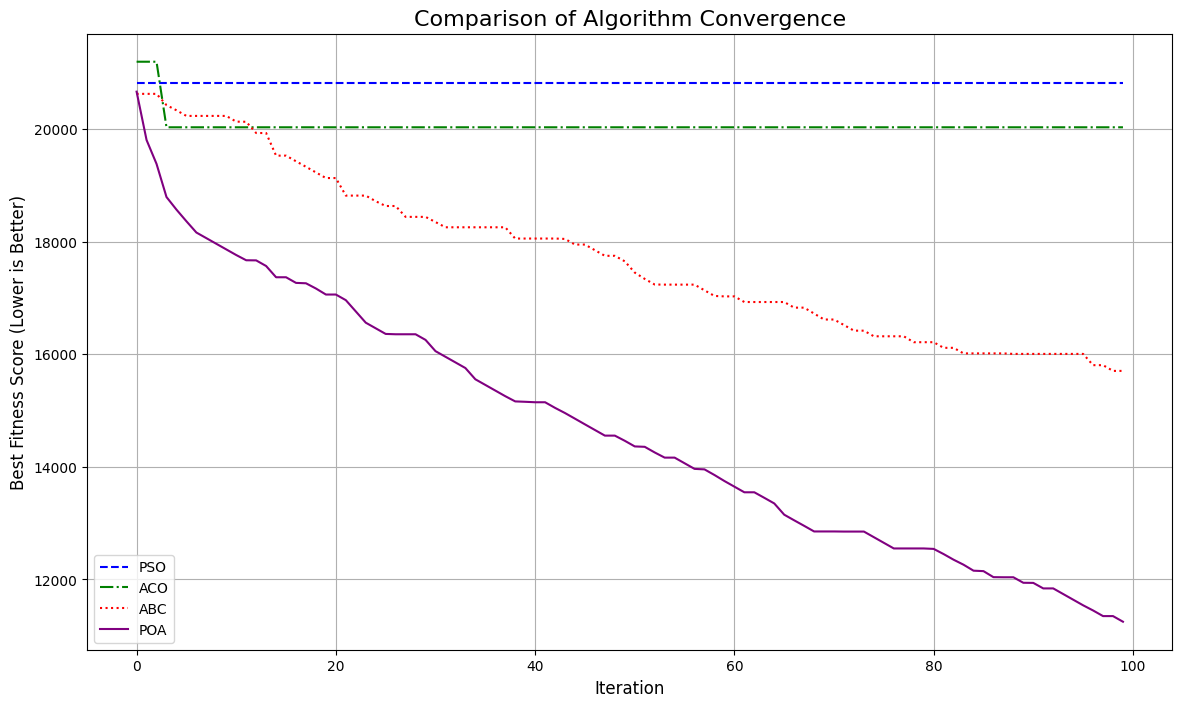 Comparison of Algorithm Convergence
Best Fitness Score (Lower is Better)
20000
18000
16000
14000
12000
PSO
ACO
ABC
POA
0 20 40 60 80 100
Iteration